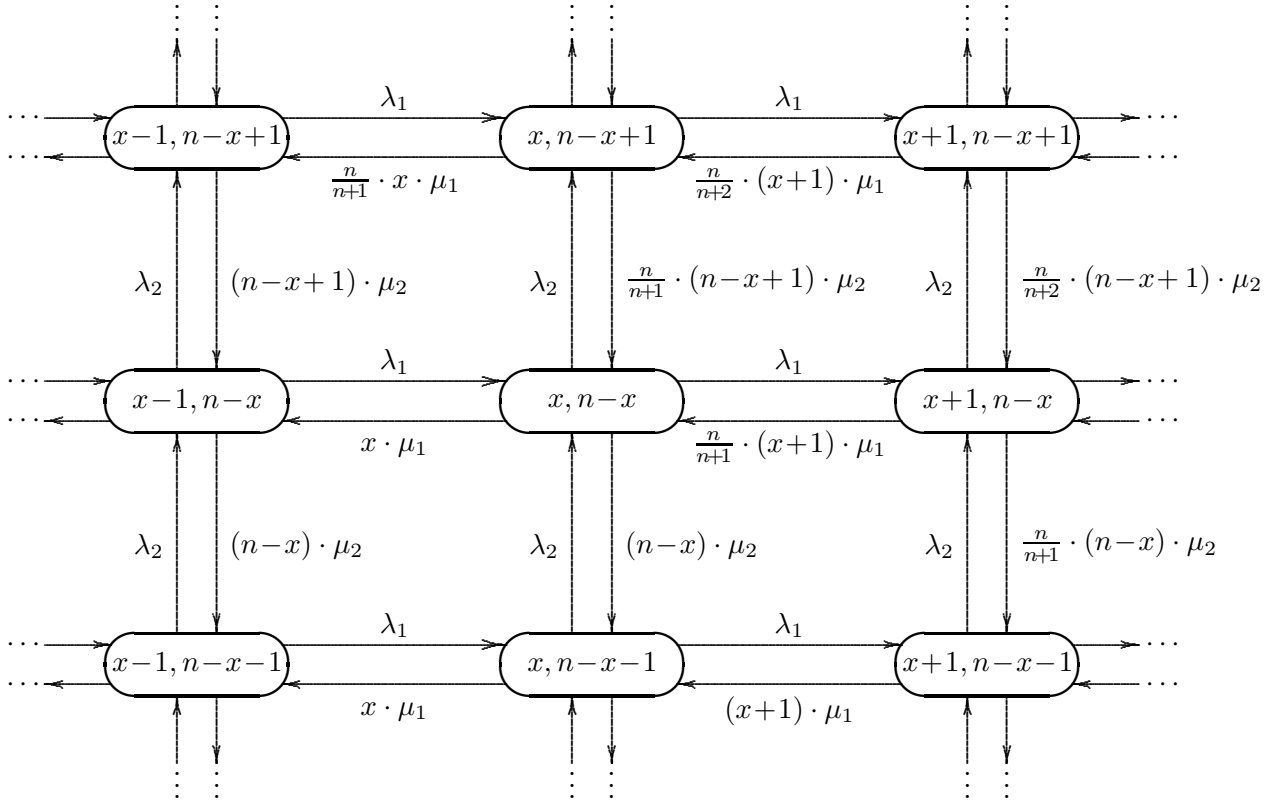 ⋮ ⋮ ⋮ ⋮ ⋮ ⋮
λ₁ λ₁
⋯ x−1, n−x+1 x, n−x+1 x+1, n−x+1 ⋯
⋯ ⋯
n/(n+1) · x · μ₁ n/(n+2) · (x+1) · μ₁
λ₂ (n−x+1) · μ₂ λ₂ n/(n+1) · (n−x+1) · μ₂ λ₂ n/(n+2) · (n−x+1) · μ₂
λ₁ λ₁
⋯ x−1, n−x x, n−x x+1, n−x ⋯
⋯ ⋯
x · μ₁ n/(n+1) · (x+1) · μ₁
λ₂ (n−x) · μ₂ λ₂ (n−x) · μ₂ λ₂ n/(n+1) · (n−x) · μ₂
λ₁ λ₁
⋯ x−1, n−x−1 x, n−x−1 x+1, n−x−1 ⋯
⋯ ⋯
x · μ₁ (x+1) · μ₁
⋮ ⋮ ⋮ ⋮ ⋮ ⋮